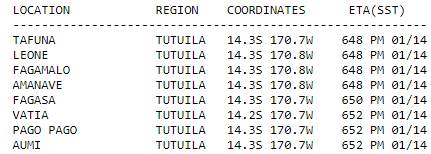 LOCATION REGION COORDINATES ETA(SST)
----------------------------------------------------------
TAFUNA TUTUILA 14.3S 170.7W 648 PM 01/14
LEONE TUTUILA 14.3S 170.8W 648 PM 01/14
FAGAMALO TUTUILA 14.3S 170.8W 648 PM 01/14
AMANAVE TUTUILA 14.3S 170.8W 648 PM 01/14
FAGASA TUTUILA 14.3S 170.7W 650 PM 01/14
VATIA TUTUILA 14.2S 170.7W 652 PM 01/14
PAGO PAGO TUTUILA 14.3S 170.7W 652 PM 01/14
AUMI TUTUILA 14.3S 170.7W 652 PM 01/14